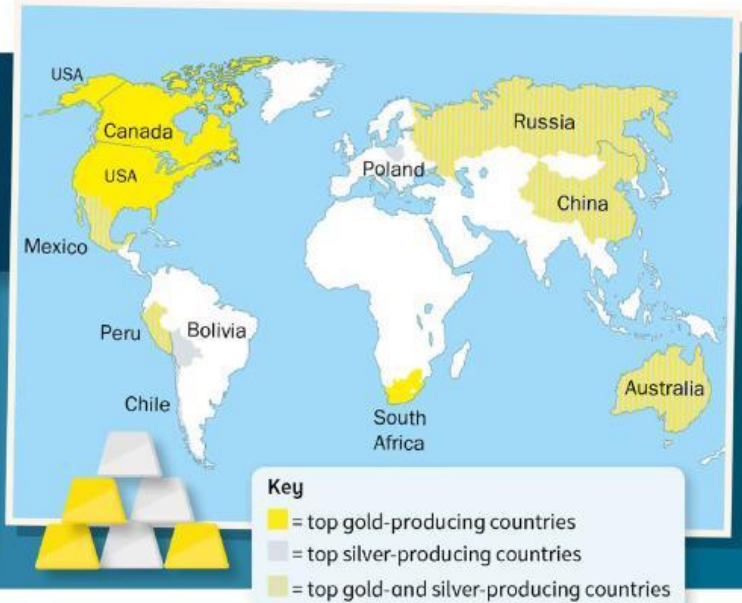 USA
Canada
USA
Mexico
Peru
Bolivia
Chile
South
Africa
Poland
Russia
China
Australia
Key
= top gold-producing countries
= top silver-producing countries
= top gold-and silver-producing countries